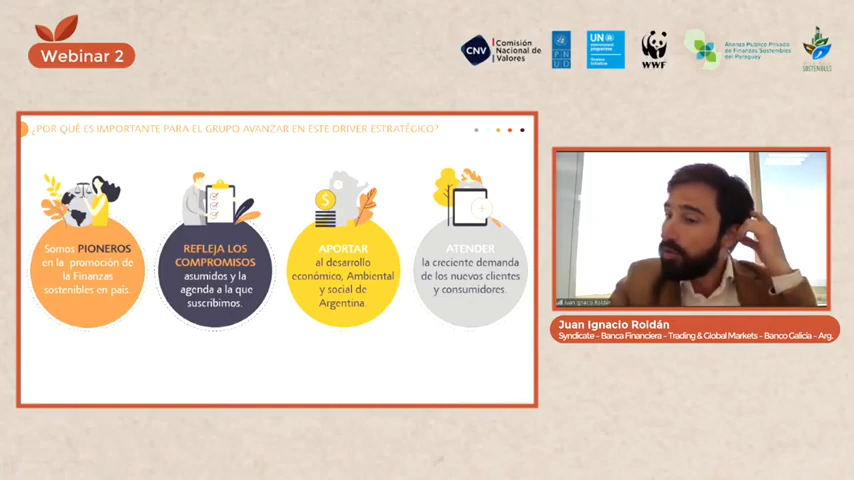 Webinar 2
CNV
Comisión
Nacional de
Valores
PN
UD
UN
WWF
Alianza Público-Privada
de Finanzas Sostenibles
del Paraguay
SOSTENIBLES
¿POR QUÉ ES IMPORTANTE PARA EL GRUPO AVANZAR EN ESTE DRIVER ESTRATÉGICO?
Somos PIONEROS
en la promoción de
la Finanzas
sostenibles en país.
REFLEJA LOS
COMPROMISOS
asumidos y la
agenda a la que
suscribimos.
APORTAR
al desarrollo
económico, Ambiental
y social de
Argentina.
ATENDER
la creciente demanda
de los nuevos clientes
y consumidores.
Juan Ignacio Roldán
Juan Ignacio Roldán
Syndicate - Banca Financiera - Trading & Global Markets - Banco Galicia - Arg.